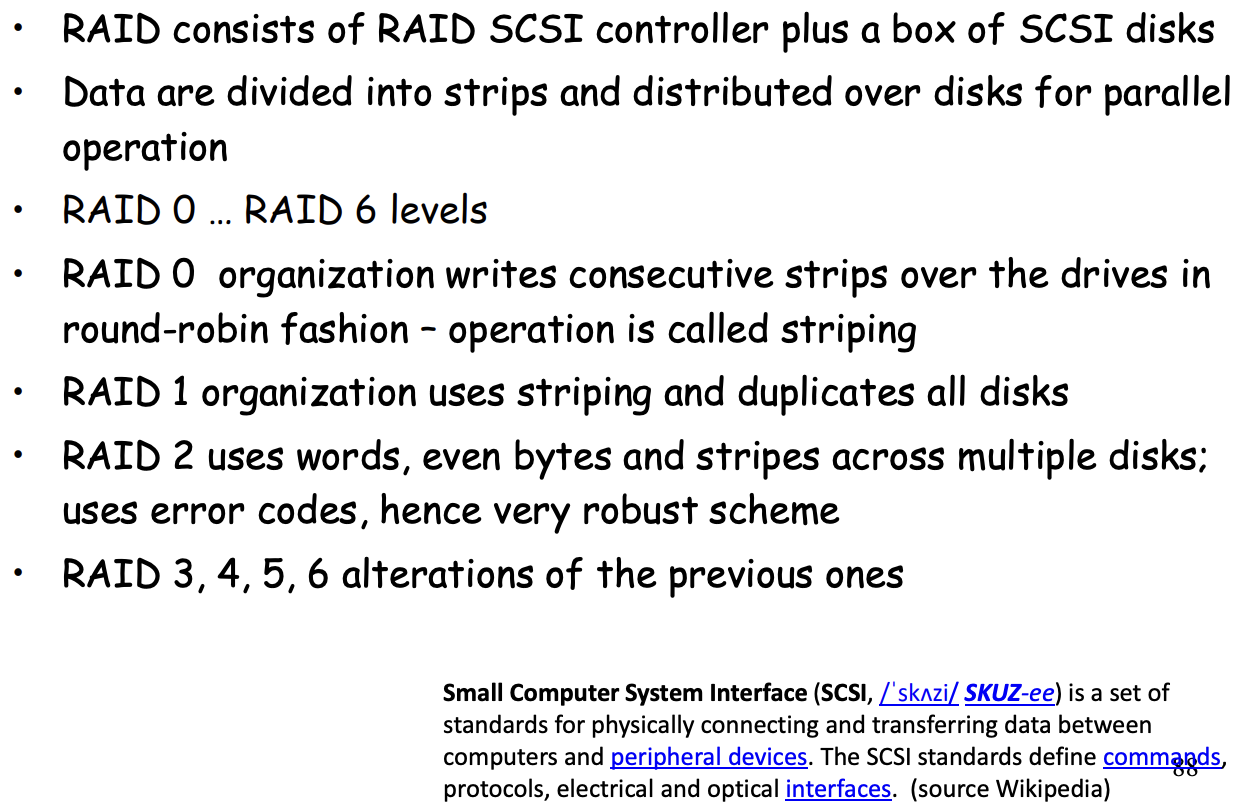 • RAID consists of RAID SCSI controller plus a box of SCSI disks
• Data are divided into strips and distributed over disks for parallel
operation
• RAID 0 … RAID 6 levels
• RAID 0 organization writes consecutive strips over the drives in
round-robin fashion – operation is called striping
• RAID 1 organization uses striping and duplicates all disks
• RAID 2 uses words, even bytes and stripes across multiple disks;
uses error codes, hence very robust scheme
• RAID 3, 4, 5, 6 alterations of the previous ones
Small Computer System Interface (SCSI, /ˈskʌzi/ SKUZ-ee) is a set of
standards for physically connecting and transferring data between
computers and peripheral devices. The SCSI standards define commands,
protocols, electrical and optical interfaces. (source Wikipedia)
88